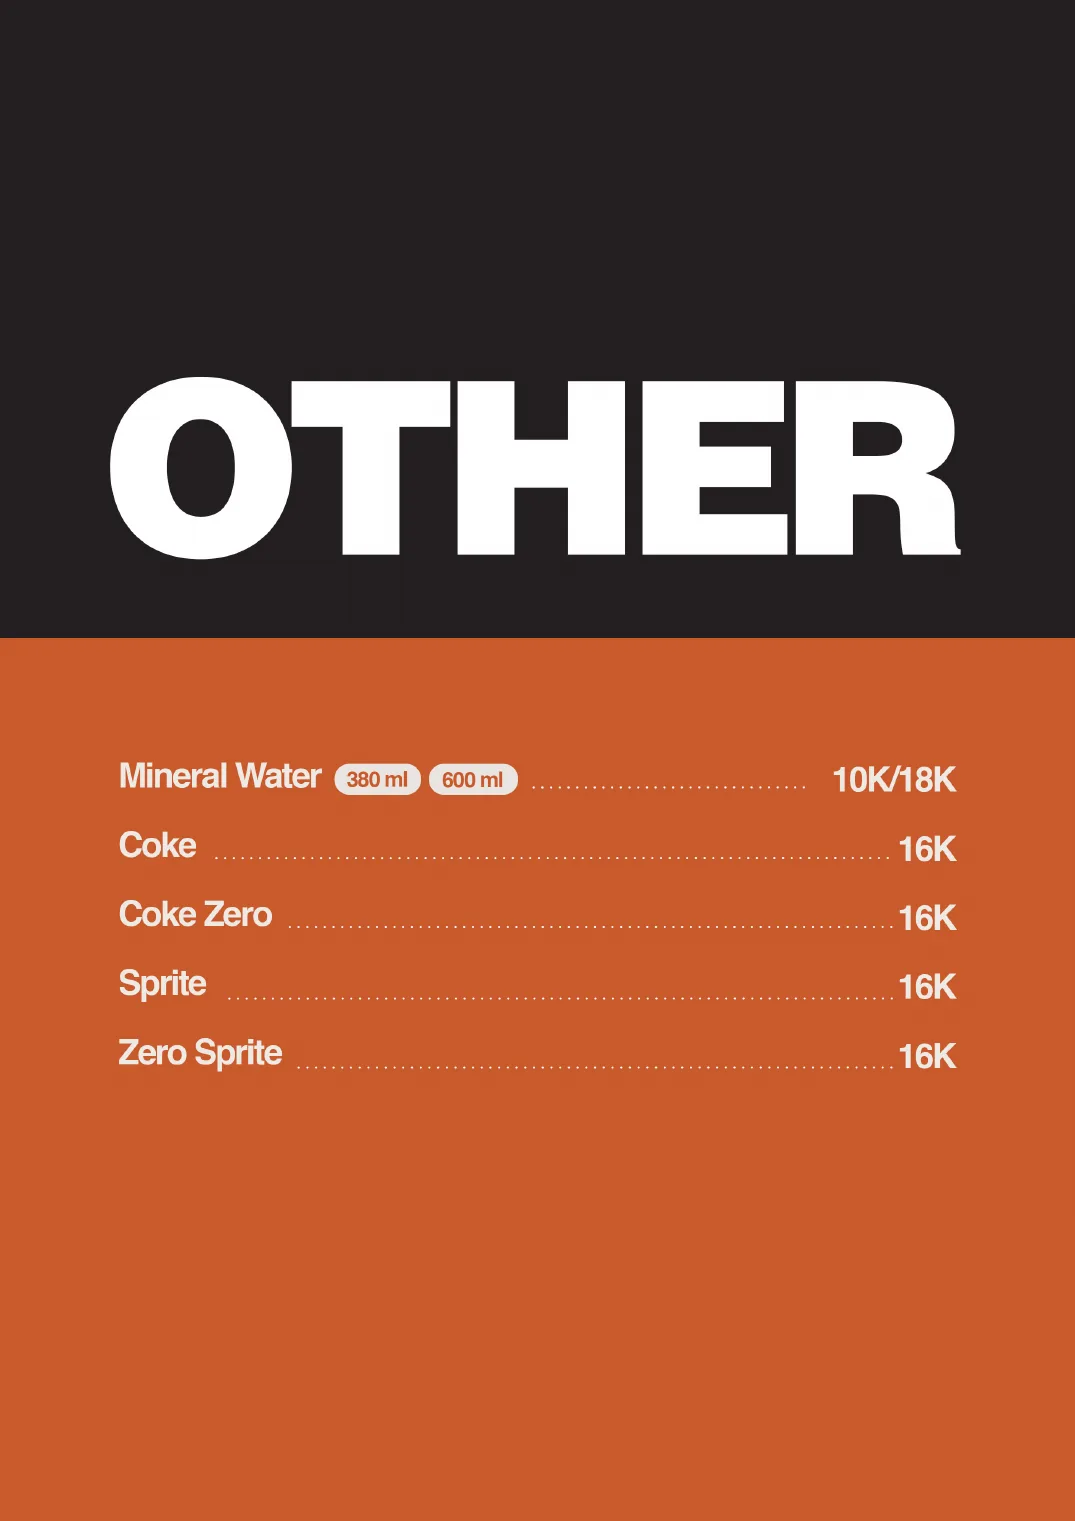 OTHER
Mineral Water 380 ml 600 ml 10K/18K
Coke 16K
Coke Zero 16K
Sprite 16K
Zero Sprite 16K